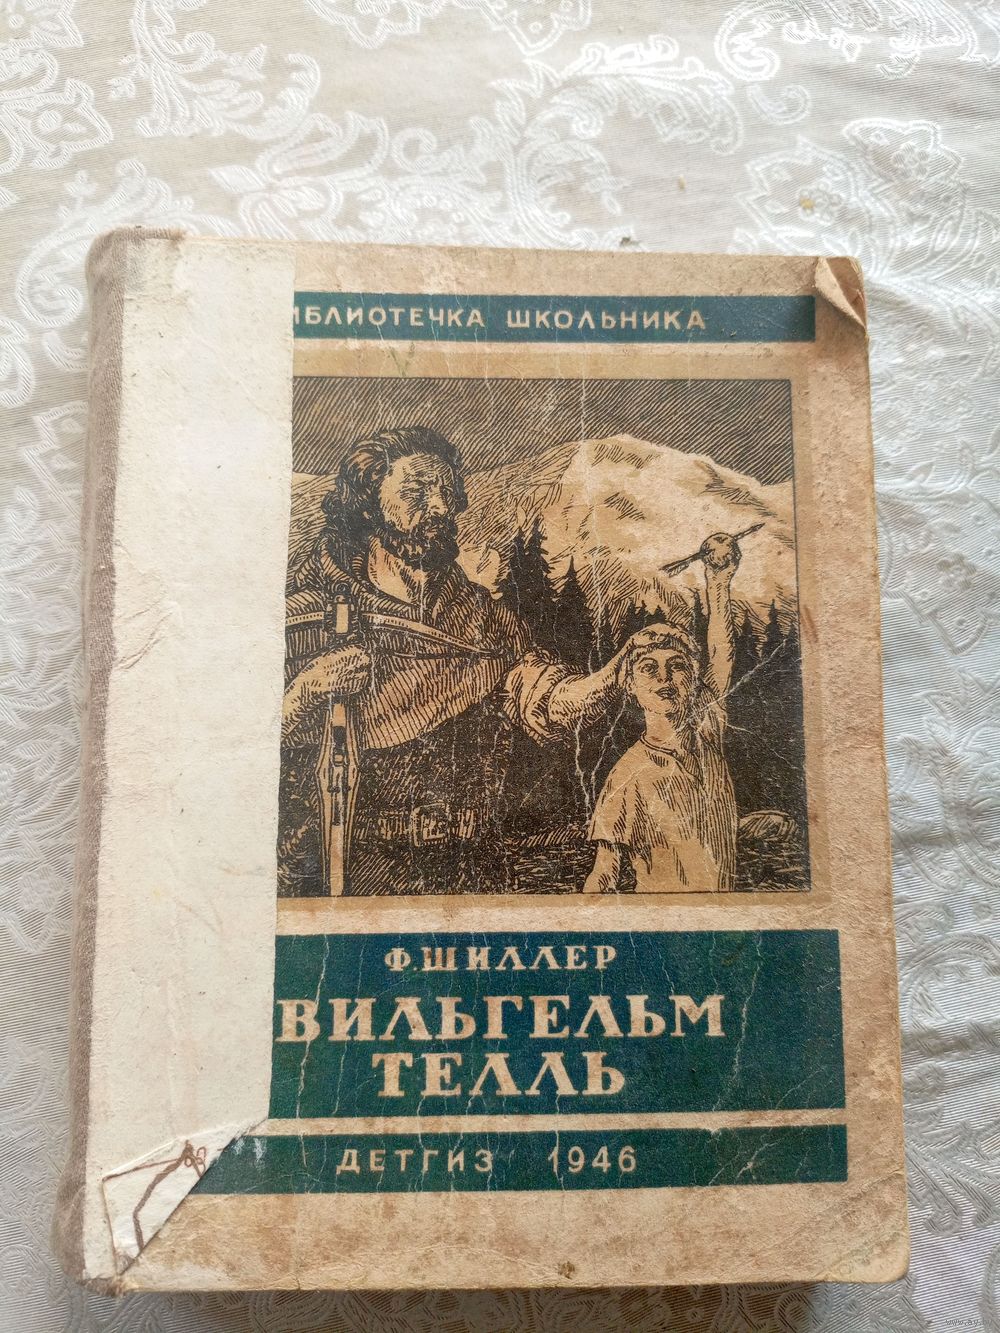 ИБЛИОТЕЧКА ШКОЛЬНИКА
Ф. ШИЛЛЕР
ВИЛЬГЕЛЬМ
ТЕЛЛЬ
ДЕТГИЗ 1946